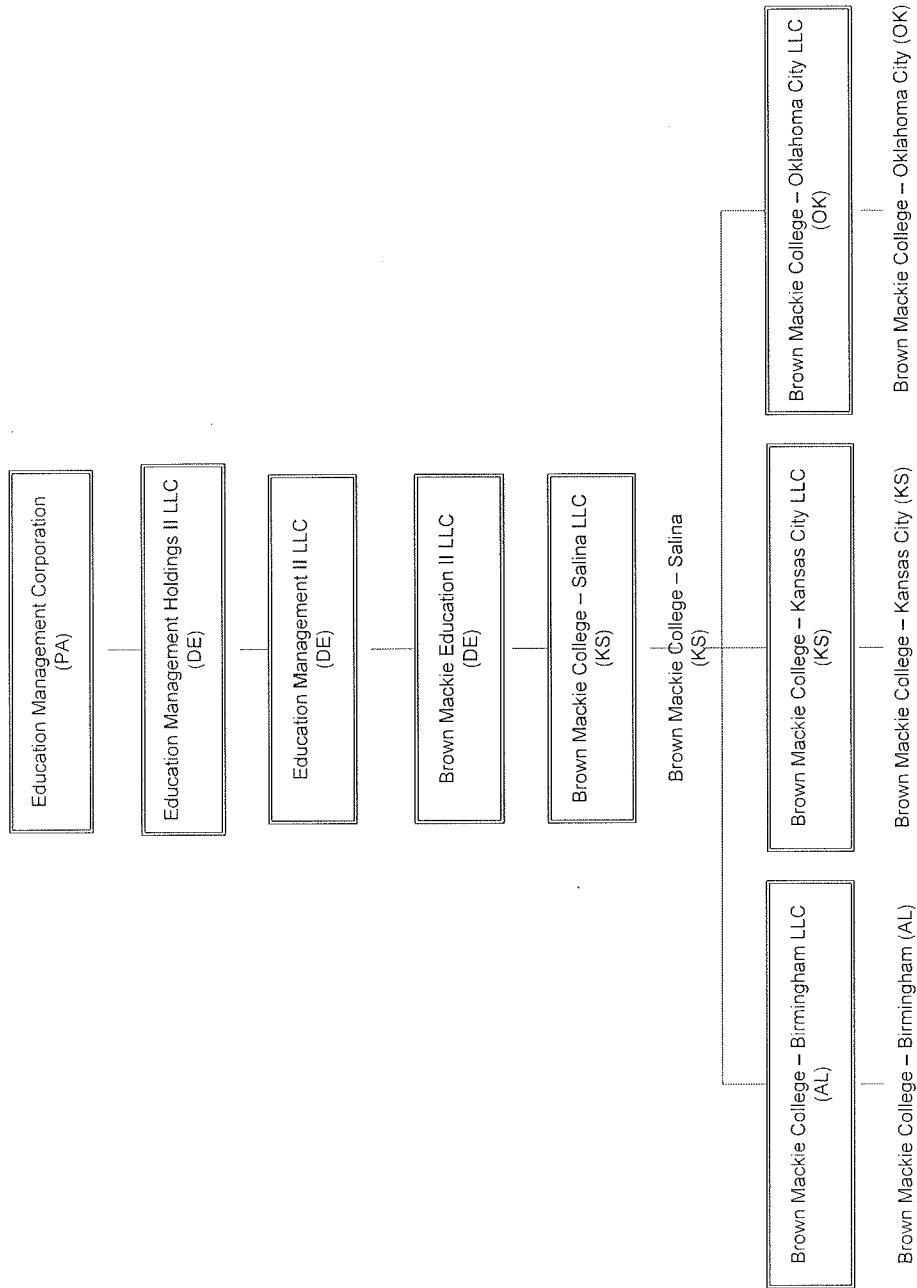 Education Management Corporation
(PA)
Education Management Holdings II LLC
(DE)
Education Management II LLC
(DE)
Brown Mackie Education II LLC
(DE)
Brown Mackie College – Salina LLC
(KS)
Brown Mackie College – Salina
(KS)
Brown Mackie College – Birmingham LLC
(AL)
Brown Mackie College – Birmingham (AL)
Brown Mackie College – Kansas City LLC
(KS)
Brown Mackie College – Kansas City (KS)
Brown Mackie College – Oklahoma City LLC
(OK)
Brown Mackie College – Oklahoma City (OK)